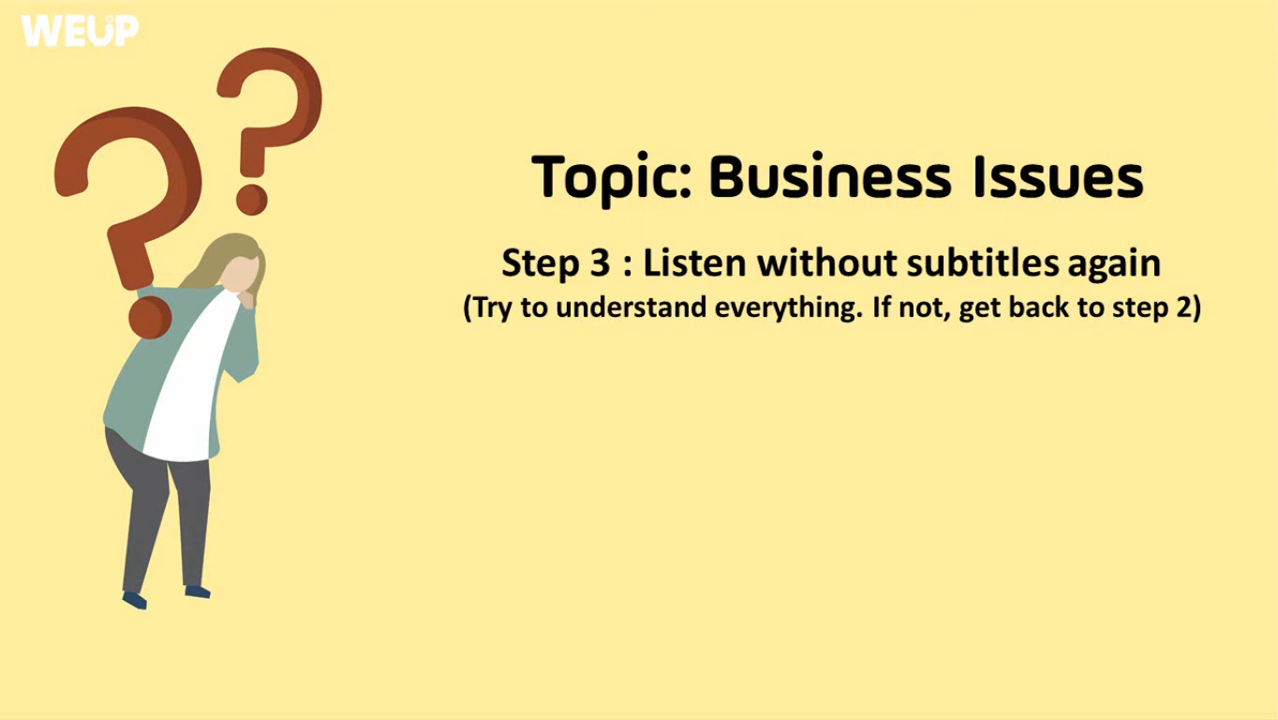 WEUP
Topic: Business Issues
Step 3 : Listen without subtitles again
(Try to understand everything. If not, get back to step 2)